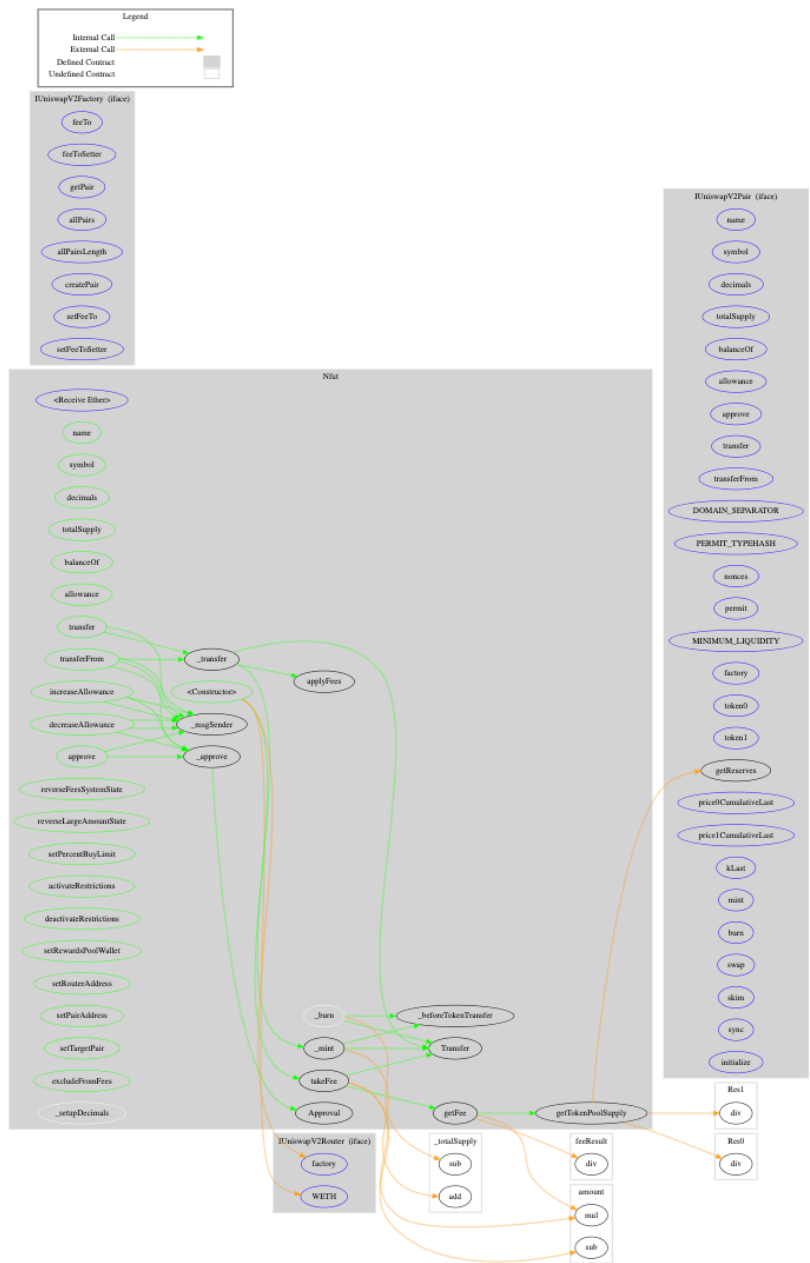 Legend
Internal Call
External Call
Defined Contract
Undefined Contract
IUniswapV2Factory (iface)
feeTo
feeToSetter
getPair
allPairs
allPairsLength
createPair
setFeeTo
setFeeToSetter
IUniswapV2Pair (iface)
name
symbol
decimals
totalSupply
balanceOf
allowance
approve
transfer
transferFrom
DOMAIN_SEPARATOR
PERMIT_TYPEHASH
nonces
permit
MINIMUM_LIQUIDITY
factory
token0
token1
getReserves
price0CumulativeLast
price1CumulativeLast
kLast
mint
burn
swap
skim
sync
initialize
Nfut
<Receive Ether>
name
symbol
decimals
totalSupply
balanceOf
allowance
transfer
transferFrom
increaseAllowance
decreaseAllowance
approve
reverseFeesSystemState
reverseLargeAmountState
setPercentBuyLimit
activateRestrictions
deactivateRestrictions
setRewardsPoolWallet
setRouterAddress
setPairAddress
setTargetPair
excludeFromFees
_setupDecimals
_transfer
<Constructor>
_msgSender
_approve
applyFees
_burn
_mint
takeFee
Approval
_beforeTokenTransfer
Transfer
getFee
getTokenPoolSupply
IUniswapV2Router (iface)
factory
WETH
_totalSupply
sub
add
feeResult
div
amount
mul
sub
Res1
div
Res0
div